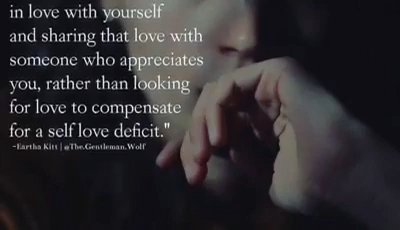 in love with yourself
and sharing that love with
someone who appreciates
you, rather than looking
for love to compensate
for a self love deficit."
~Eartha Kitt | @The.Gentleman.Wolf